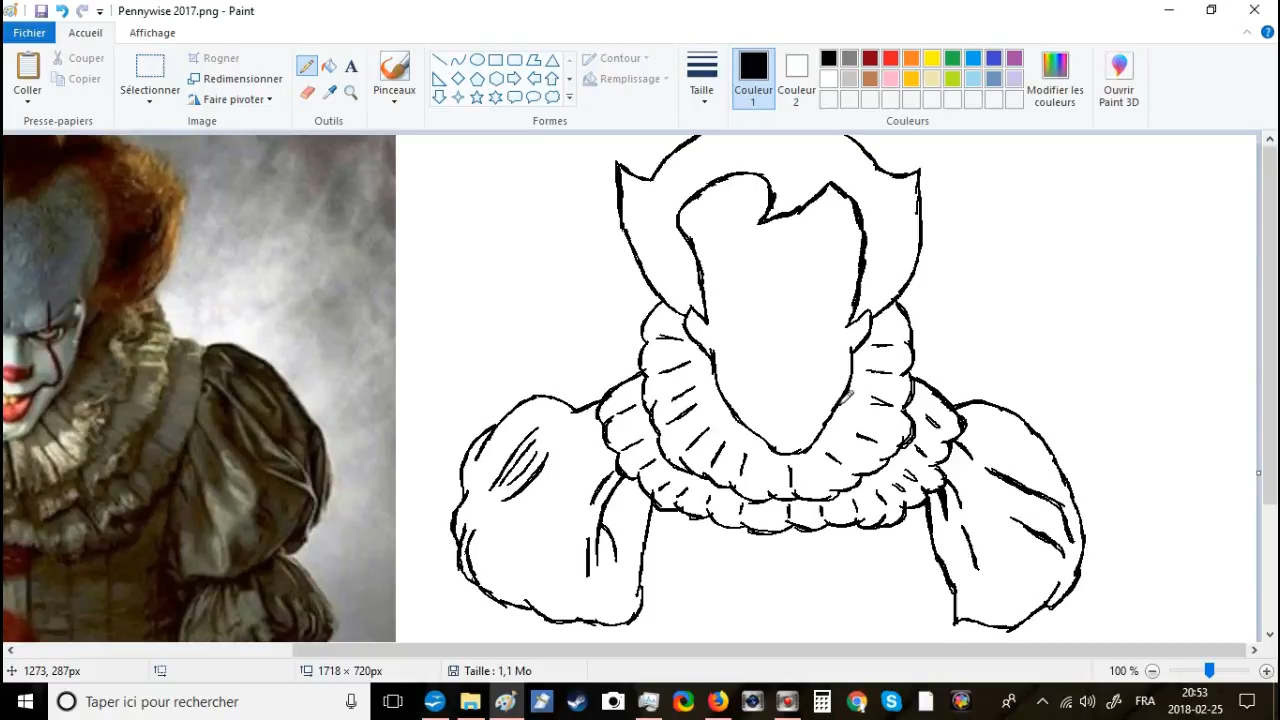 Pennywise 2017.png - Paint
Fichier Accueil Affichage
Coller
Couper
Copier
Presse-papiers
Sélectionner
Rogner
Redimensionner
Faire pivoter
Image
A
Outils
Pinceaux
Contour
Remplissage
Formes
Taille
Couleur
1
Couleur
2
Modifier les
couleurs
Couleurs
Ouvrir
Paint 3D
1273, 287px
1718 × 720px
Taille : 1,1 Mo
100 %
Taper ici pour rechercher
FRA
20:53
2018-02-25